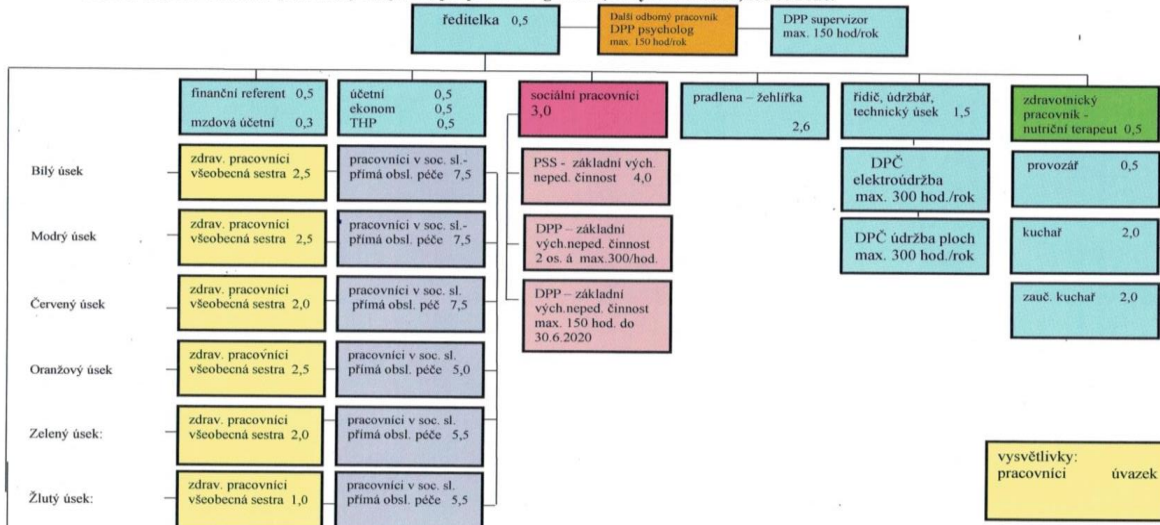 ředitelka 0,5
Další odborný pracovník
DPP psycholog
max. 150 hod/rok
DPP supervizor
max. 150 hod/rok
finanční referent 0,5
mzdová účetní 0,3
účetní 0,5
ekonom 0,5
THP 0,5
sociální pracovníci
3,0
pradlena – žehlířka
2,6
řidič, údržbář,
technický úsek 1,5
zdravotnický
pracovník -
nutriční terapeut 0,5
Bílý úsek
zdrav. pracovníci
všeobecná sestra 2,5
pracovníci v soc. sl.-
přímá obsl. péče 7,5
PSS - základní vých.
neped. činnost 4,0
DPČ
elektroúdržba
max. 300 hod./rok
provozář 0,5
Modrý úsek
zdrav. pracovníci
všeobecná sestra 2,5
pracovníci v soc. sl.-
přímá obsl. péče 7,5
DPP – základní
vých.neped. činnost
2 os. á max.300/hod.
DPČ údržba ploch
max. 300 hod./rok
kuchař 2,0
Červený úsek
zdrav. pracovníci
všeobecná sestra 2,0
pracovníci v soc. sl.
přímá obsl. péč 7,5
DPP – základní
vých.neped. činnost
max. 150 hod. do
30.6.2020
zauč. kuchař 2,0
Oranžový úsek
zdrav. pracovníci
všeobecná sestra 2,5
pracovníci v soc. sl.
přímá obsl. péče 5,0
Zelený úsek:
zdrav. pracovníci
všeobecná sestra 2,0
pracovníci v soc. sl.
přímá obsl. péče 5,5
Žlutý úsek:
zdrav. pracovníci
všeobecná sestra 1,0
pracovníci v soc. sl.
přímá obsl. péče 5,5
vysvětlivky:
pracovníci úvazek